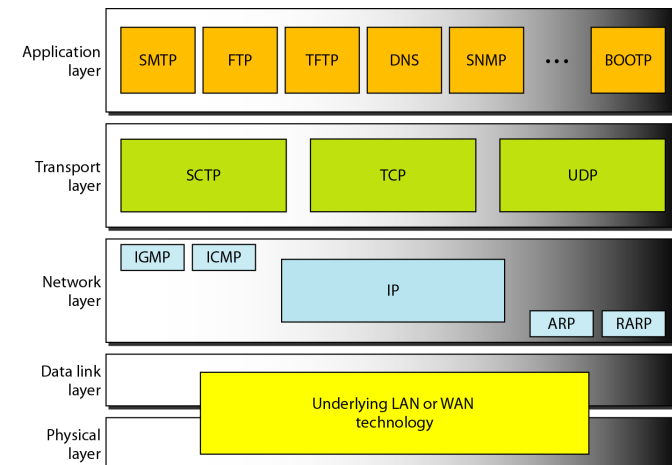 Application
layer
SMTP FTP TFTP DNS SNMP ... BOOTP
Transport
layer
SCTP TCP UDP
IGMP ICMP
Network
layer
IP
ARP RARP
Data link
layer
Underlying LAN or WAN
technology
Physical
layer